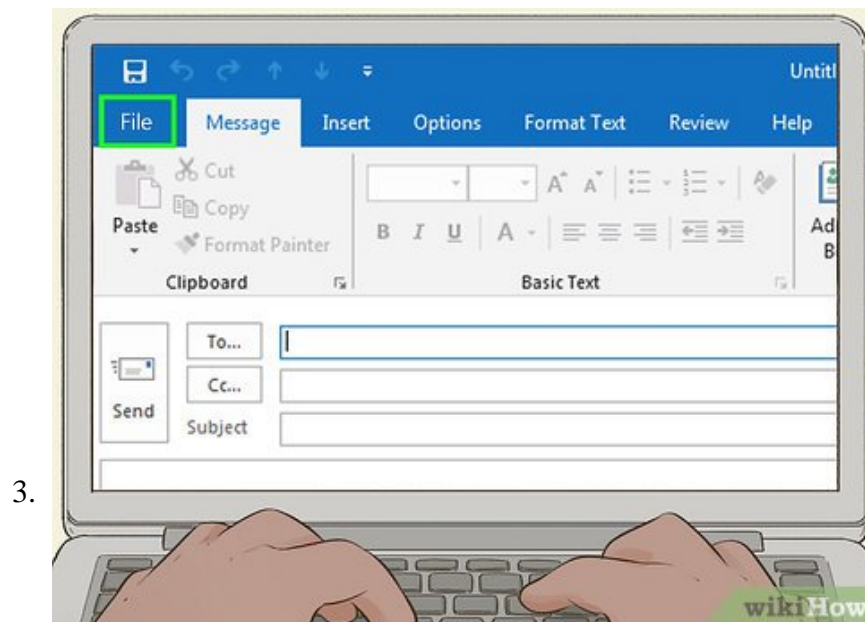 Untitl
File Message Insert Options Format Text Review Help
Cut
Copy
Paste
Format Painter
B I U A
Ad
B
Clipboard
Basic Text
To...
Cc...
Send
Subject
3.
wikiHow